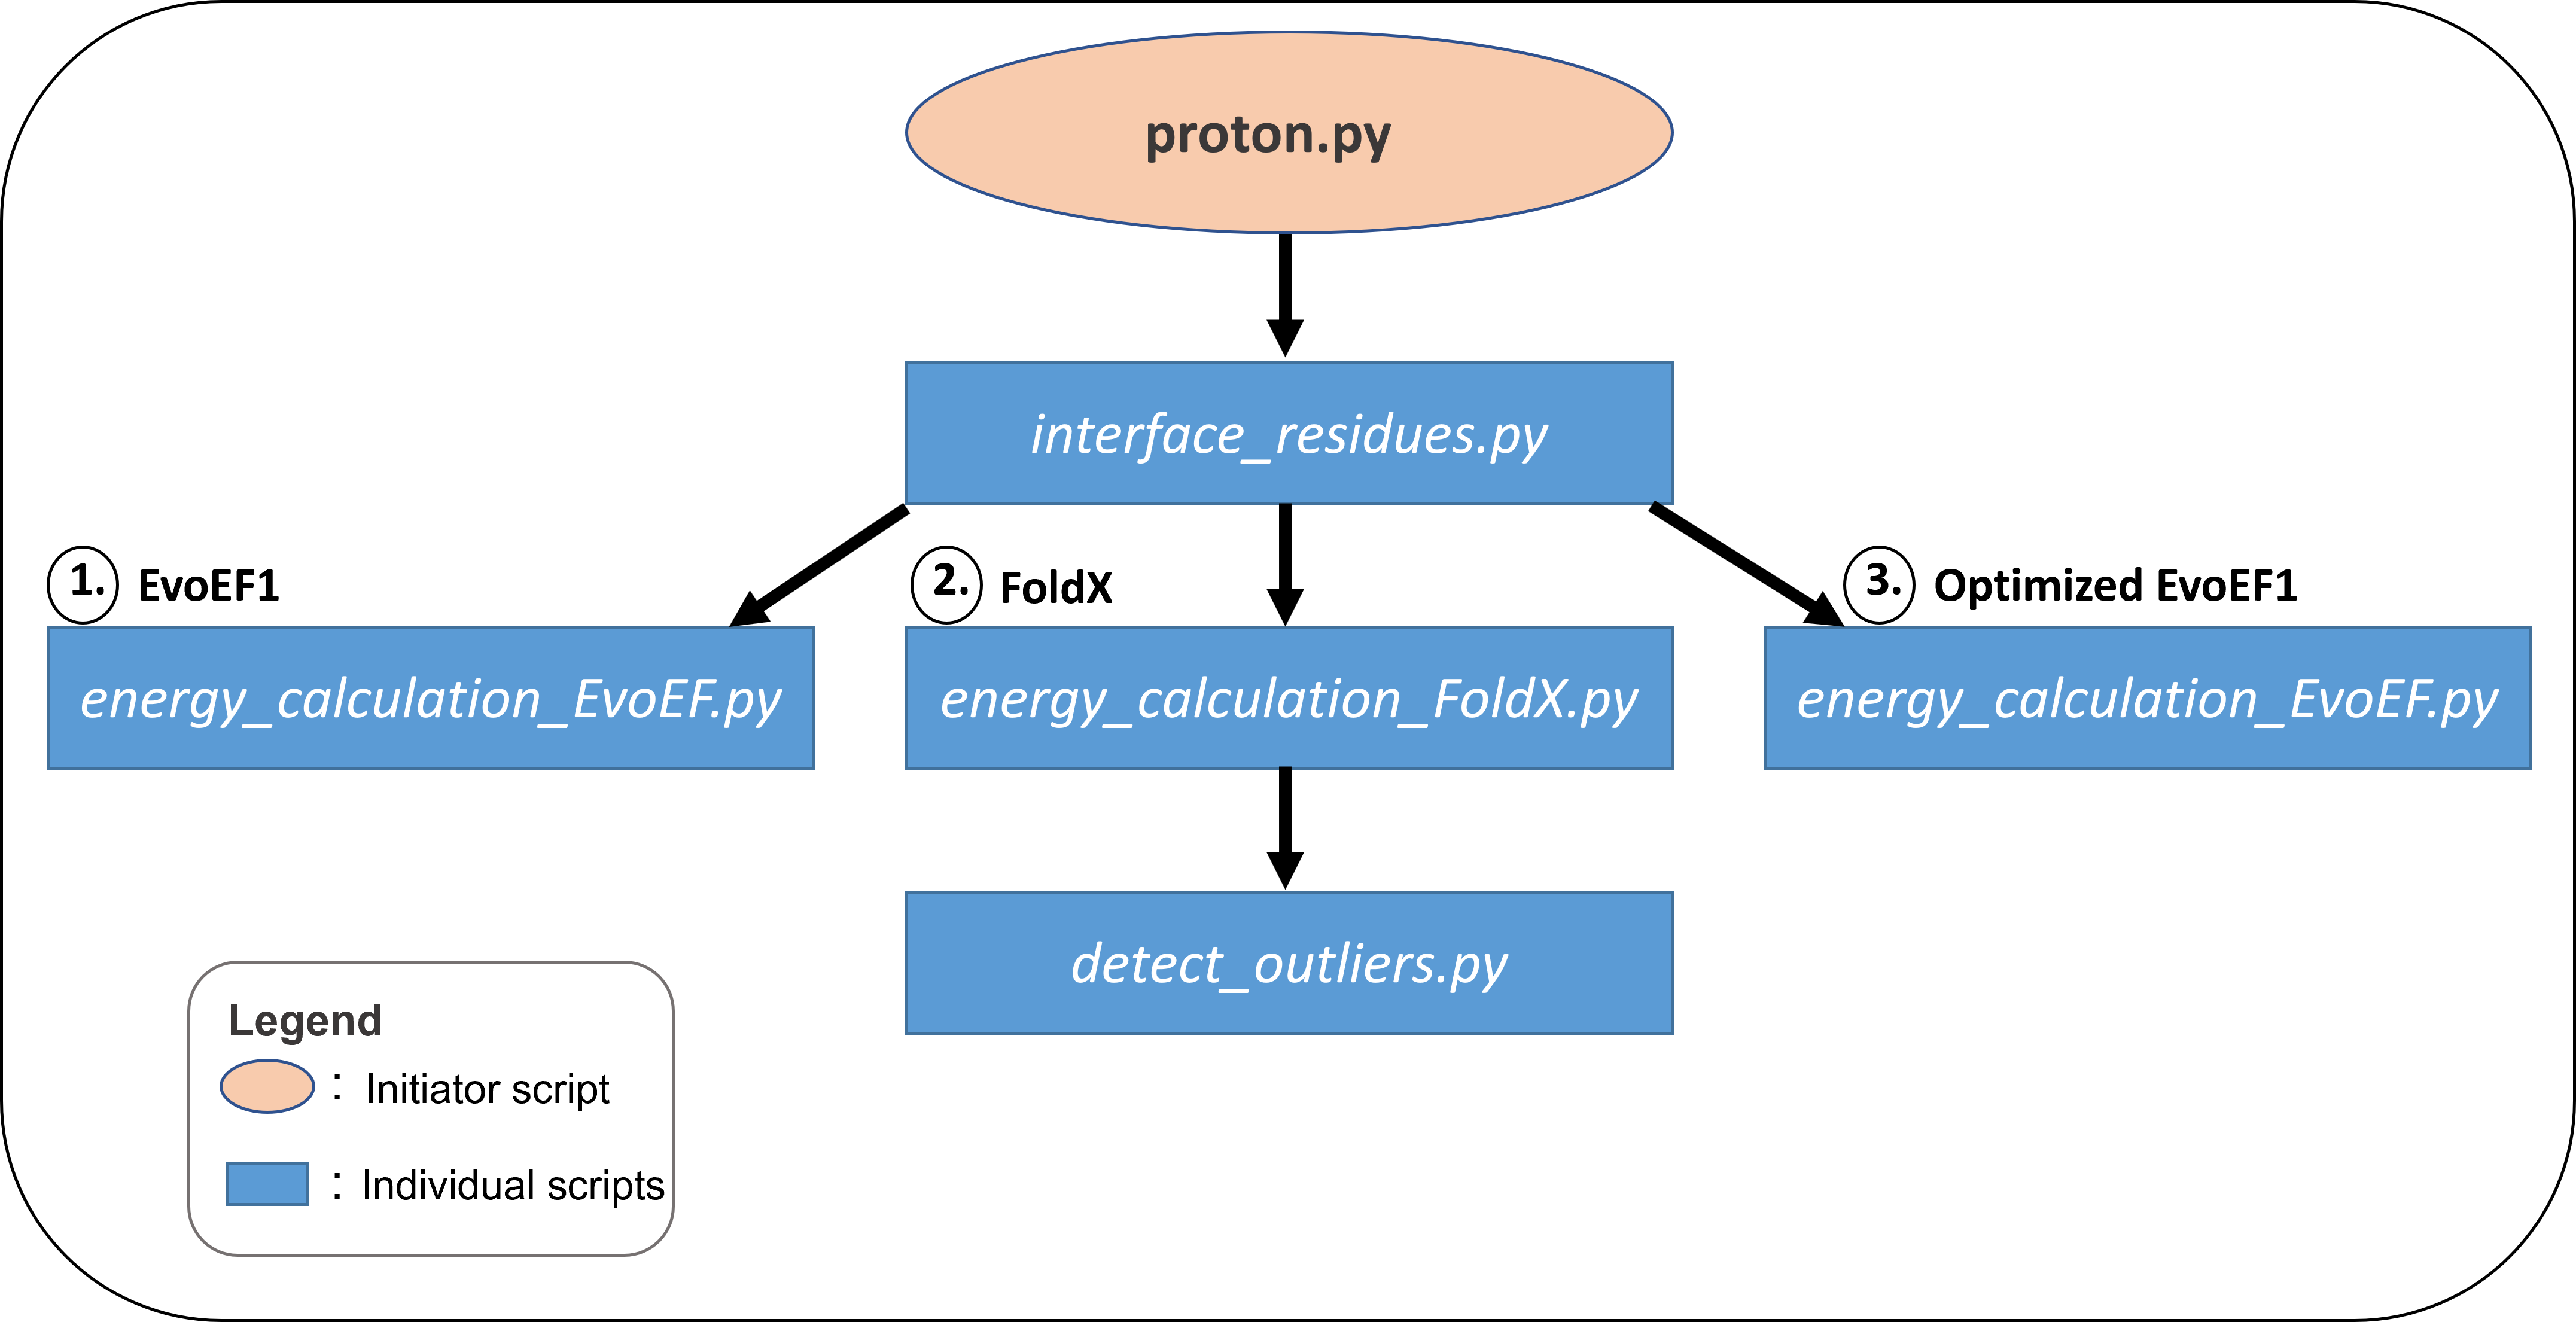 proton.py
interface_residues.py
1. EvoEF1
2. FoldX
3. Optimized EvoEF1
energy_calculation_EvoEF.py
energy_calculation_FoldX.py
energy_calculation_EvoEF.py
detect_outliers.py
Legend
: Initiator script
: Individual scripts